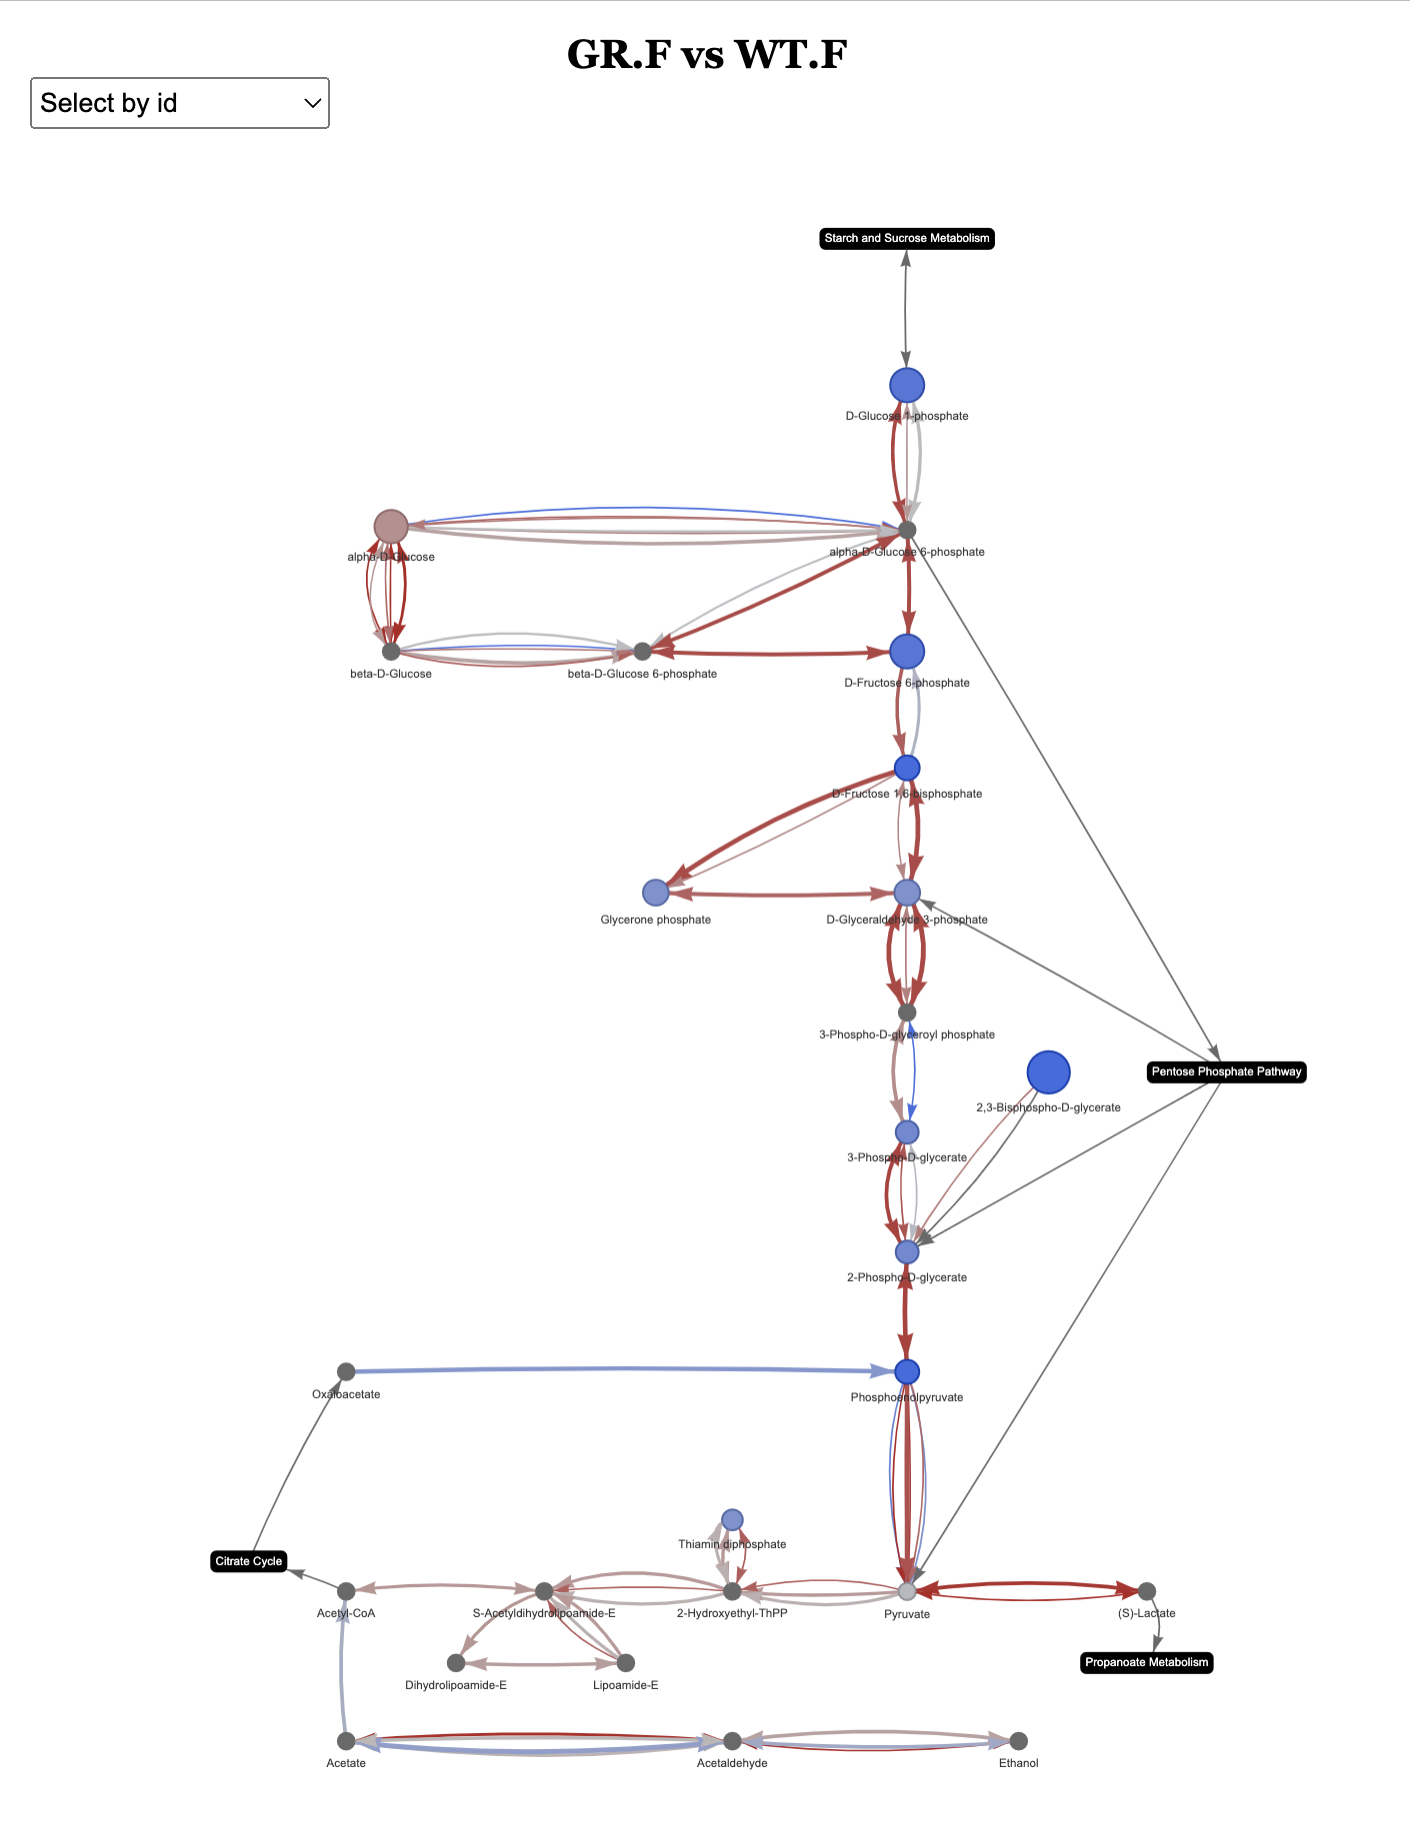 GR.F vs WT.F
Select by id
Starch and Sucrose Metabolism
D-Glucose 1-phosphate
alpha-D-Glucose
alpha-D-Glucose 6-phosphate
beta-D-Glucose
beta-D-Glucose 6-phosphate
D-Fructose 6-phosphate
D-Fructose 1,6-bisphosphate
Glycerone phosphate
D-Glyceraldehyde 3-phosphate
3-Phospho-D-glyceroyl phosphate
Pentose Phosphate Pathway
2,3-Bisphospho-D-glycerate
3-Phospho-D-glycerate
2-Phospho-D-glycerate
Oxaloacetate
Phosphoenolpyruvate
Thiamin diphosphate
Citrate Cycle
Acetyl-CoA
S-Acetyldihydrolipoamide-E
2-Hydroxyethyl-ThPP
Pyruvate
(S)-Lactate
Propanoate Metabolism
Dihydrolipoamide-E
Lipoamide-E
Acetate
Acetaldehyde
Ethanol